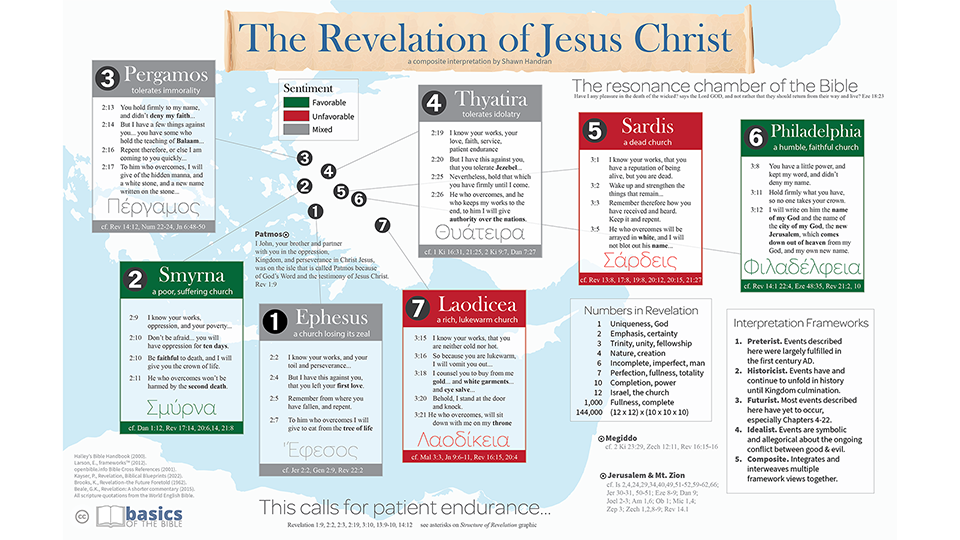 The Revelation of Jesus Christ
a composite interpretation by Shawn Handran
The resonance chamber of the Bible
Have I any pleasure in the death of the wicked? says the Lord GOD, and not rather that they should return from their way and live? Eze 18:23
Sentiment
Favorable
Unfavorable
Mixed
3 Pergamos
tolerates immorality
2:13 You hold firmly to my name,
and didn't deny my faith...
2:14 But I have a few things against
you... you have some who
hold the teaching of Balaam...
2:16 Repent therefore, or else I am
coming to you quickly...
2:17 To him who overcomes, I will
give of the hidden manna, and
a white stone, and a new name
written on the stone...
Πέργαμος
cf. Rev 14:12, Num 22-24, Jn 6:48-50
4 Thyatira
tolerates idolatry
2:19 I know your works, your
love, faith, service,
patient endurance
2:20 But I have this against you,
that you tolerate Jezebel...
2:25 Nevertheless, hold that which
you have firmly until I come.
2:26 He who overcomes, and he
who keeps my works to the
end, to him I will give
authority over the nations.
Θυάτειρα
cf. 1 Ki 16:31, 21:25, 2 Ki 9:7, Dan 7:27
5 Sardis
a dead church
3:1 I know your works, that you
have a reputation of being
alive, but you are dead.
3:2 Wake up and strengthen the
things that remain...
3:3 Remember therefore how you
have received and heard.
Keep it and repent.
3:5 He who overcomes will be
arrayed in white, and I will
not blot out his name...
Σάρδεις
cf. Rev 13:8, 17:8, 19:8, 20:12, 20:15, 21:27
6 Philadelphia
a humble, faithful church
3:8 You have a little power, and
kept my word, and didn't
deny my name.
3:11 Hold firmly what you have,
so no one takes your crown.
3:12 I will write on him the name
of my God and the name of
the city of my God, the new
Jerusalem, which comes
down out of heaven from my
God, and my own new name.
Φιλαδέλφεια
cf. Rev 14:1 22:4, Eze 48:35, Rev 21:2, 10
3
4
2
5
6
1
7
Patmos
I John, your brother and partner
with you in the oppression,
Kingdom, and perseverance in Christ Jesus,
was on the isle that is called Patmos because
of God's Word and the testimony of Jesus Christ.
Rev 1:9
2 Smyrna
a poor, suffering church
2:9 I know your works,
oppression, and your poverty...
2:10 Don't be afraid... you will
have oppression for ten days.
2:10 Be faithful to death, and I will
give you the crown of life.
2:11 He who overcomes won't be
harmed by the second death.
Σμύρνα
cf. Dan 1:12, Rev 17:14, 20:6,14, 21:8
1 Ephesus
a church losing its zeal
2:2 I know your works, and your
toil and perseverance...
2:4 But I have this against you,
that you left your first love.
2:5 Remember from where you
have fallen, and repent.
2:7 To him who overcomes I will
give to eat from the tree of life
Ἔφεσος
cf. Jer 2:2, Gen 2:9, Rev 22:2
7 Laodicea
a rich, lukewarm church
3:15 I know your works, that you
are neither cold nor hot.
3:16 So because you are lukewarm,
I will vomit you out...
3:18 I counsel you to buy from me
gold... and white garments...
and eye salve...
3:20 Behold, I stand at the door
and knock.
3:21 He who overcomes, will sit
down with me on my throne
Λαοδίκεια
cf. Mal 3:3, Jn 9:6-11, Rev 16:15, 20:4
Numbers in Revelation
1 Uniqueness, God
2 Emphasis, certainty
3 Trinity, unity, fellowship
4 Nature, creation
6 Incomplete, imperfect, man
7 Perfection, fullness, totality
10 Completion, power
12 Israel, the church
1,000 Fullness, complete
144,000 (12 x 12) x (10 x 10 x 10)
Megiddo
cf. 2 Ki 23:29, Zech 12:11, Rev 16:15-16
Jerusalem & Mt. Zion
cf. Is 2,4,24,29,34,40,49,51-52,59-62,66;
Jer 30-31, 50-51; Eze 8-9; Dan 9;
Joel 2-3; Am 1,6; Ob 1; Mic 1,4;
Zep 3; Zech 1,2,8-9; Rev 14:1
Interpretation Frameworks
1. Preterist. Events described
here were largely fulfilled in
the first century AD.
2. Historicist. Events have and
continue to unfold in history
until Kingdom culmination.
3. Futurist. Most events described
here have yet to occur,
especially Chapters 4-22.
4. Idealist. Events are symbolic
and allegorical about the ongoing
conflict between good & evil.
5. Composite. Integrates and
interweaves multiple
framework views together.
Halley's Bible Handbook (2000).
Larson, E., frameworks™ (2012).
openbible.info Bible Cross References (2001).
Kayser, P., Revelation, Biblical Blueprints (2022).
Brooks, K., Revelation-the Future Foretold (1962).
Beale, G.K., Revelation: A shorter commentary (2015).
All scripture quotations from the World English Bible.
cc
basics
OF THE BIBLE
This calls for patient endurance...
Revelation 1:9, 2:2, 2:3, 2:19, 3:10, 13:9-10, 14:12 see asterisks on Structure of Revelation graphic